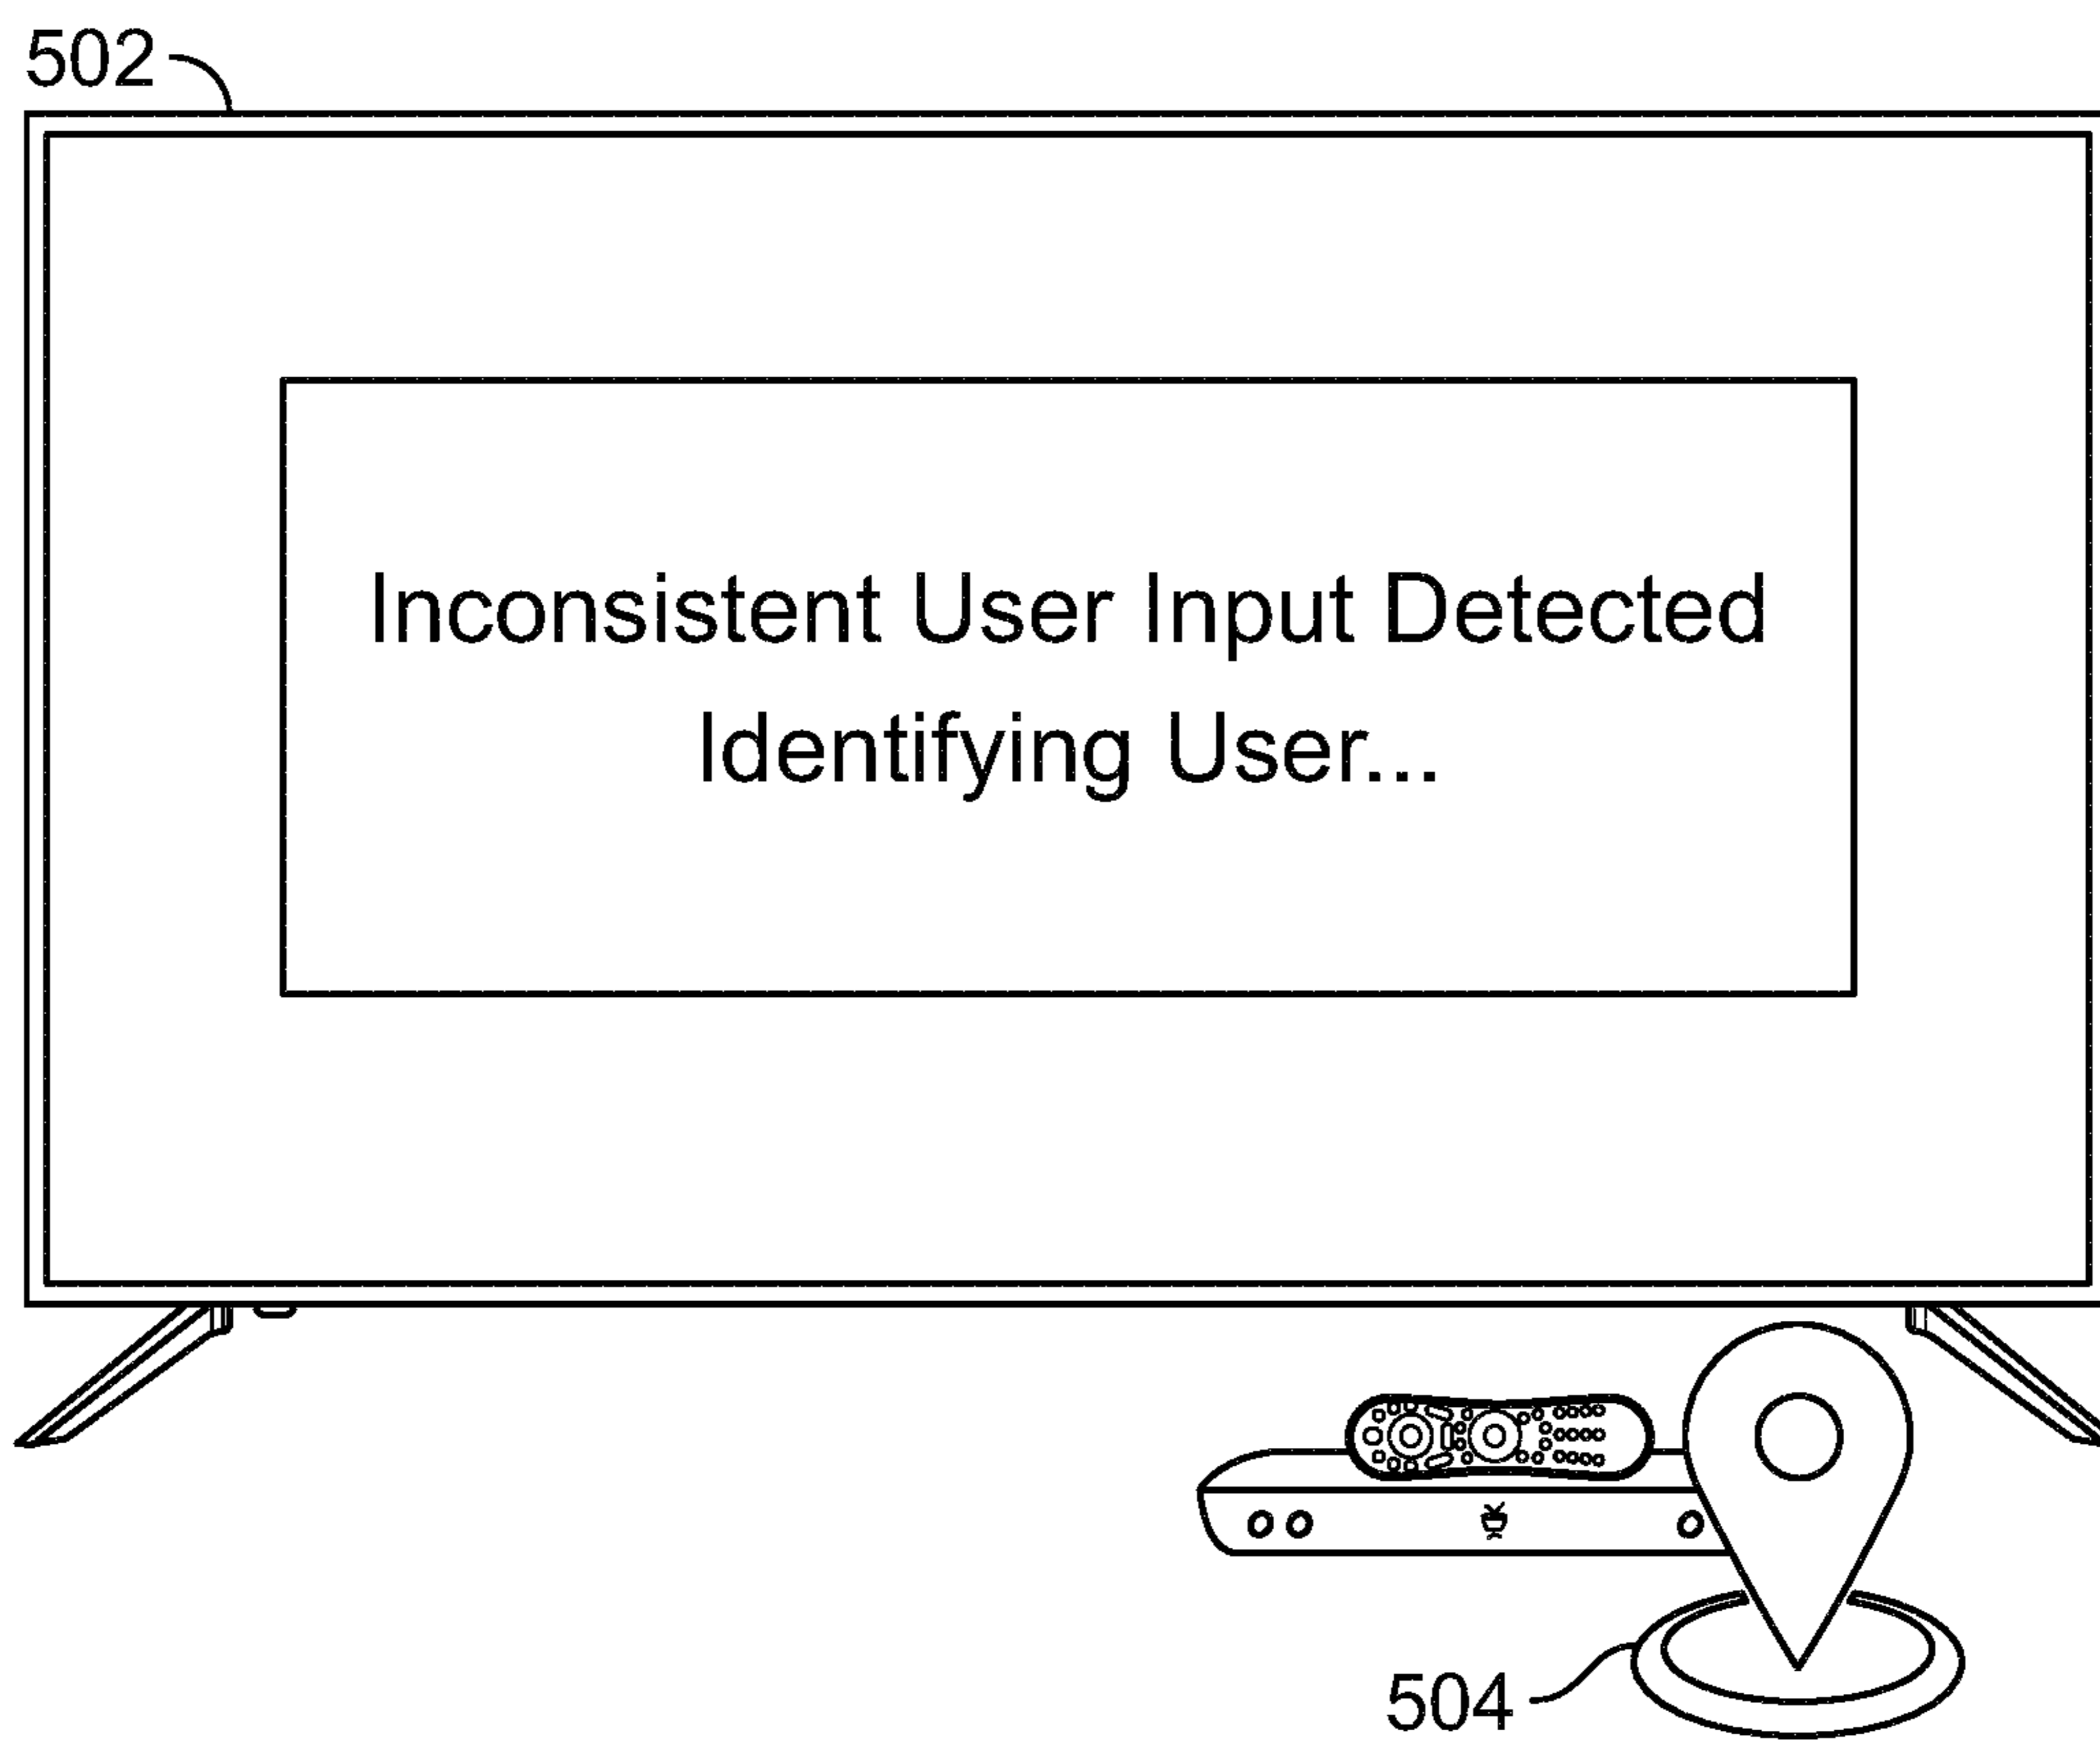 502
Inconsistent User Input Detected
Identifying User...
504